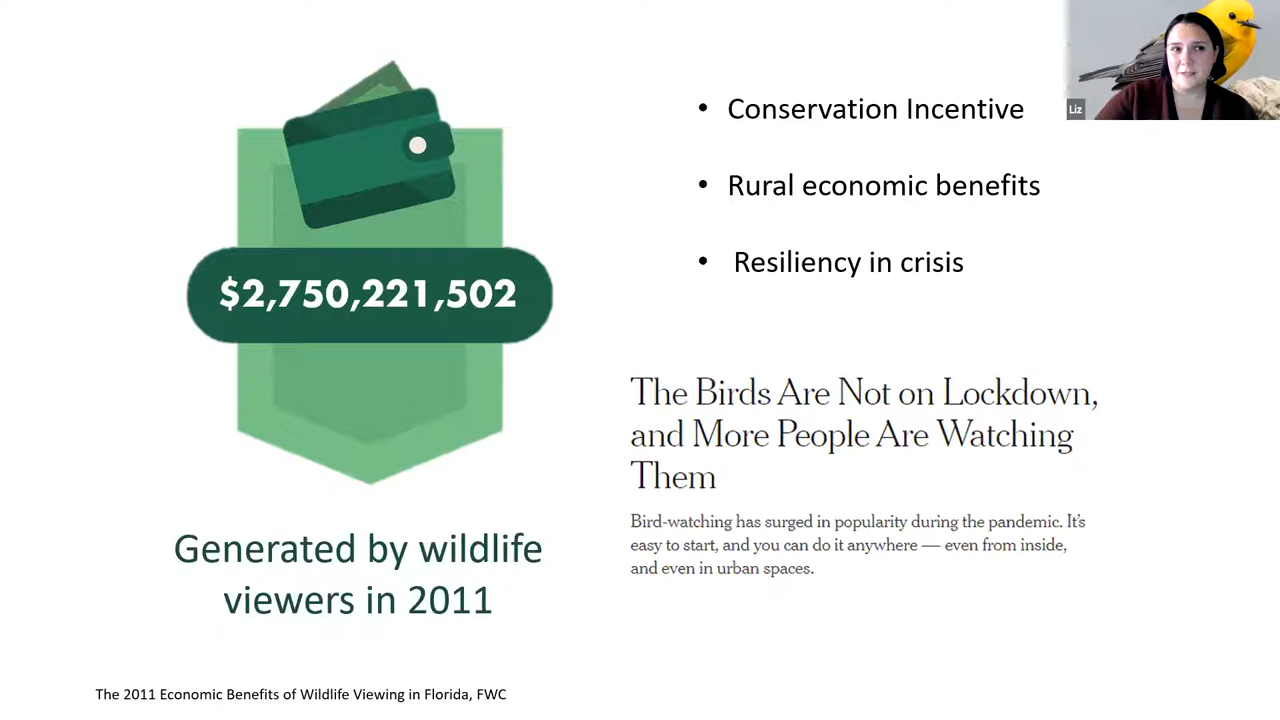 $2,750,221,502
Generated by wildlife
viewers in 2011
The 2011 Economic Benefits of Wildlife Viewing in Florida, FWC
• Conservation Incentive
• Rural economic benefits
• Resiliency in crisis
The Birds Are Not on Lockdown,
and More People Are Watching
Them
Bird-watching has surged in popularity during the pandemic. It's
easy to start, and you can do it anywhere — even from inside,
and even in urban spaces.
Liz